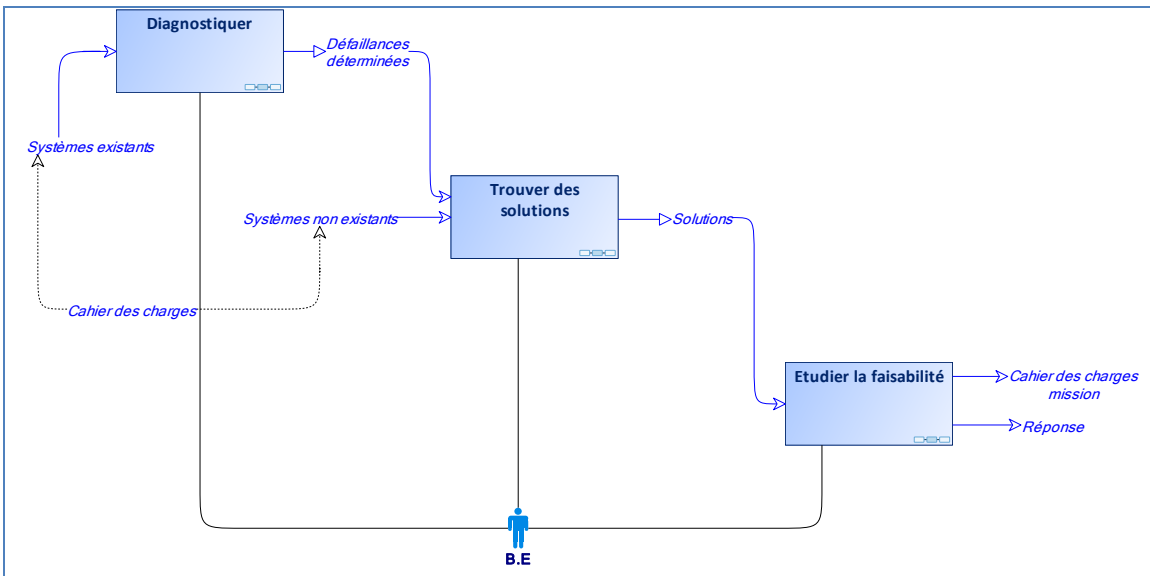 Diagnostiquer
Défaillances
déterminées
Systèmes existants
Trouver des
solutions
Systèmes non existants
Solutions
Cahier des charges
Etudier la faisabilité
Cahier des charges
mission
Réponse
B.E